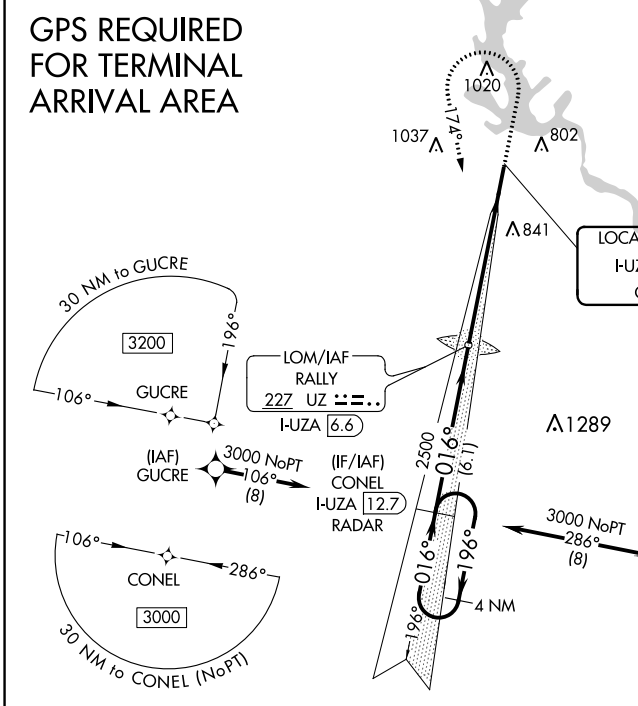 GPS REQUIRED
FOR TERMINAL
ARRIVAL AREA
1020
174°
1037
802
841
LOCA
I-UZ
30 NM to GUCRE
3200
196°
106°
GUCRE
LOM/IAF
RALLY
227 UZ
I-UZA 6.6
1289
(IAF)
GUCRE
3000 NoPT
106°
(8)
(IF/IAF)
CONEL
I-UZA 12.7
RADAR
2500
016°
(6.1)
3000 NoPT
286°
(8)
106°
286°
CONEL
3000
30 NM to CONEL (NoPT)
016°
196°
196°
4 NM